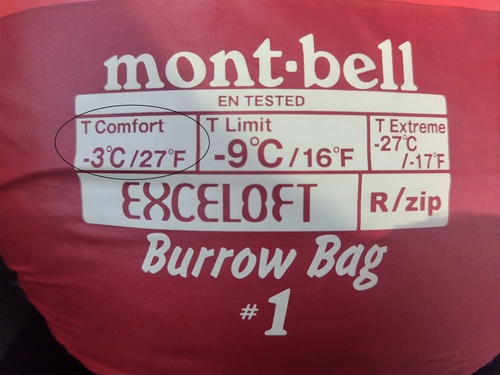 mont·bell
EN TESTED
T Comfort T Limit T Extreme
-3°C/27°F -9°C/16°F -27°C
/-17°F
EXCELOFT R/zip
Burrow Bag
#1